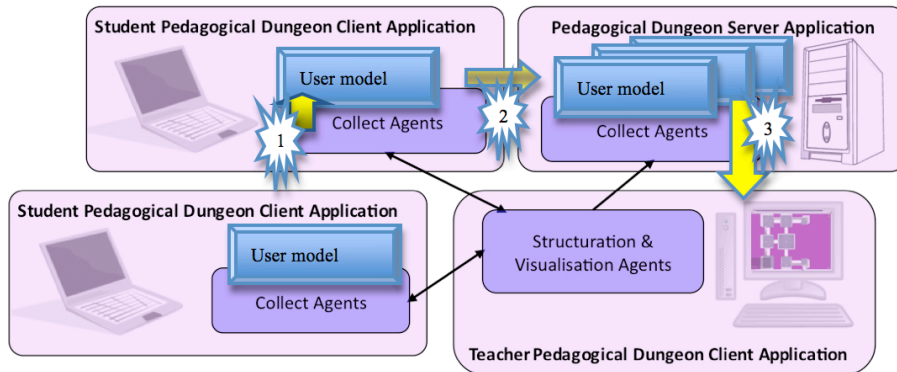 Student Pedagogical Dungeon Client Application
User model
Collect Agents
1
2
Pedagogical Dungeon Server Application
User model
Collect Agents
3
Student Pedagogical Dungeon Client Application
User model
Collect Agents
Structuration &
Visualisation Agents
Teacher Pedagogical Dungeon Client Application